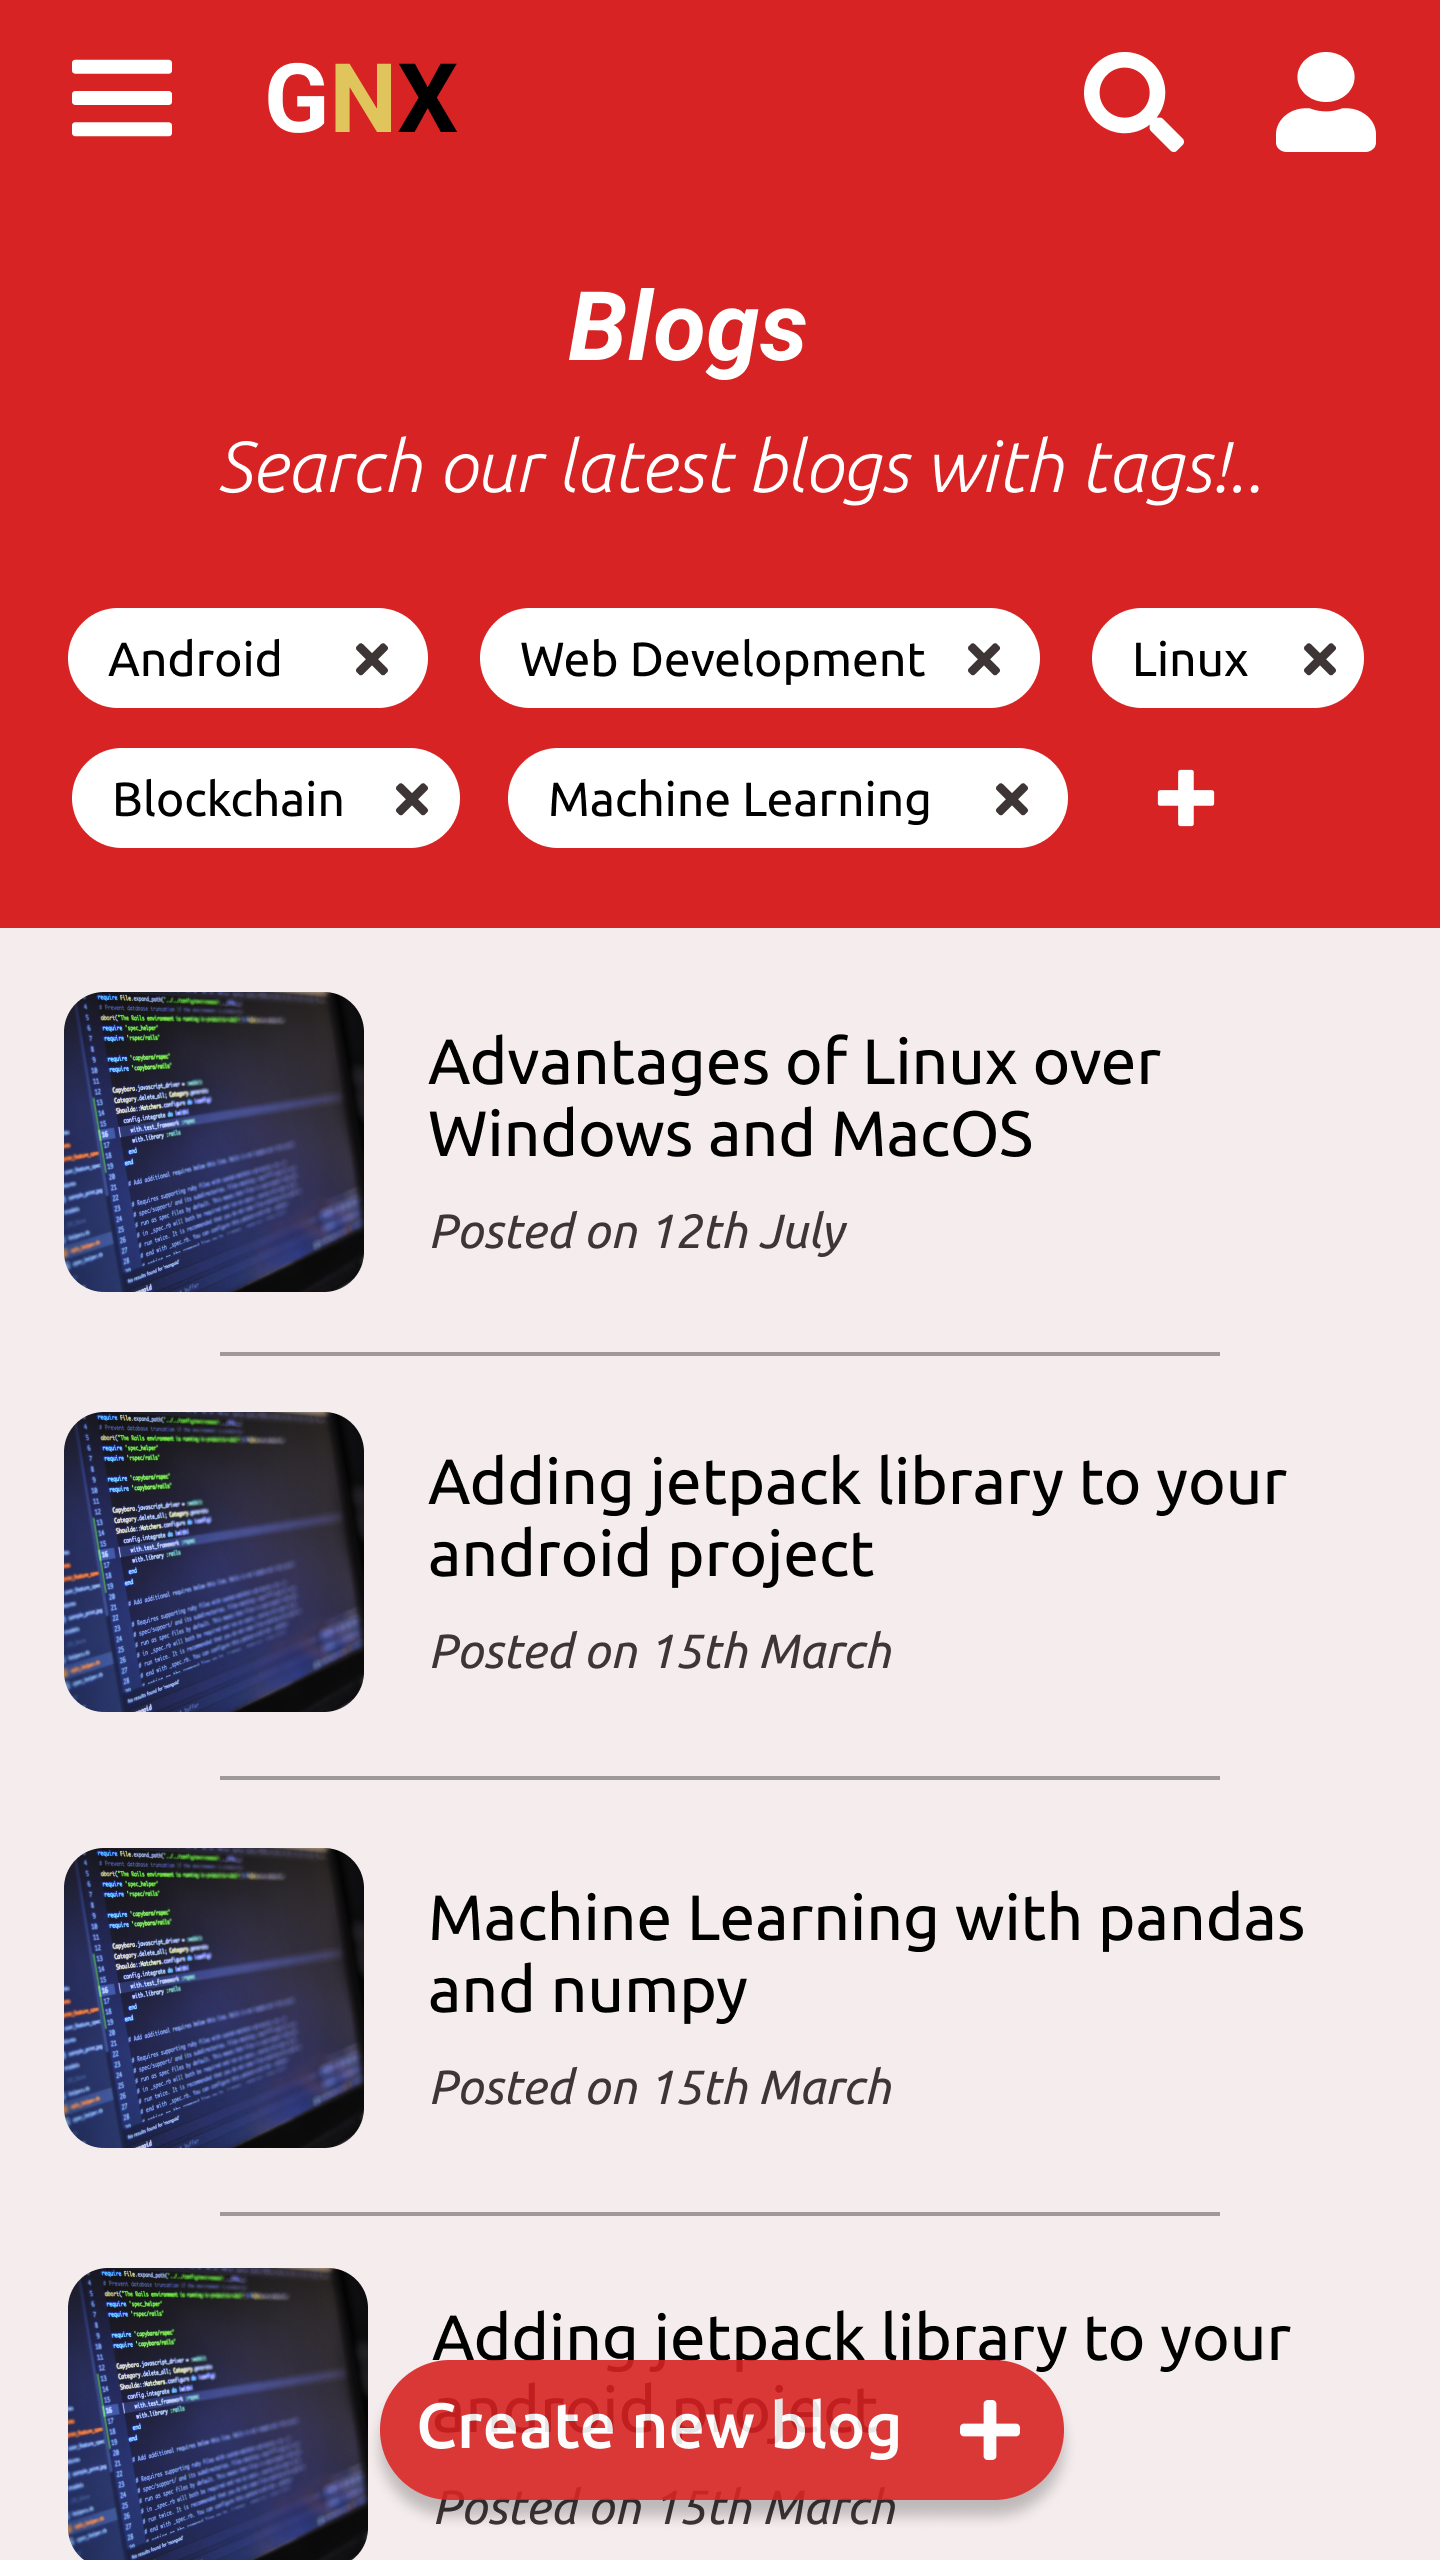 GNX
Blogs
Search our latest blogs with tags!..
Android
Web Development
Linux
Blockchain
Machine Learning
Advantages of Linux over
Windows and MacOS
Posted on 12th July
Adding jetpack library to your
android project
Posted on 15th March
Machine Learning with pandas
and numpy
Posted on 15th March
Adding jetpack library to your
android project
Create new blog
Posted on 15th March